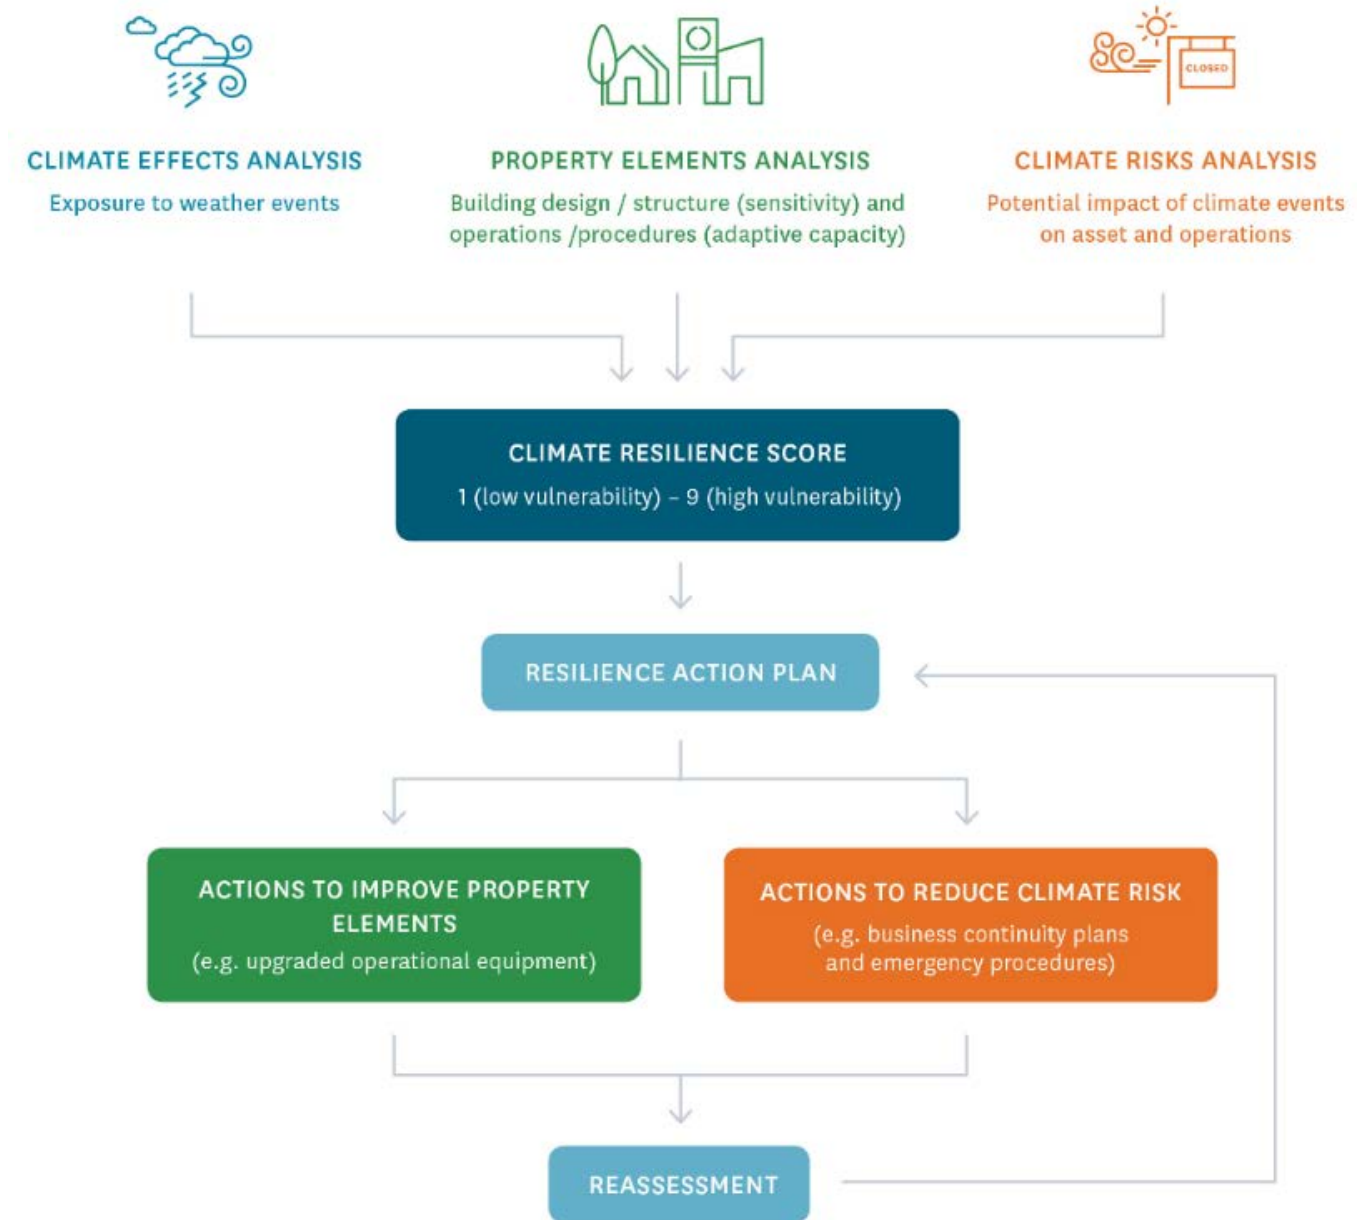 CLOSED
CLIMATE EFFECTS ANALYSIS
Exposure to weather events
PROPERTY ELEMENTS ANALYSIS
Building design / structure (sensitivity) and
operations /procedures (adaptive capacity)
CLIMATE RISKS ANALYSIS
Potential impact of climate events
on asset and operations
CLIMATE RESILIENCE SCORE
1 (low vulnerability) – 9 (high vulnerability)
RESILIENCE ACTION PLAN
ACTIONS TO IMPROVE PROPERTY
ELEMENTS
(e.g. upgraded operational equipment)
ACTIONS TO REDUCE CLIMATE RISK
(e.g. business continuity plans
and emergency procedures)
REASSESSMENT